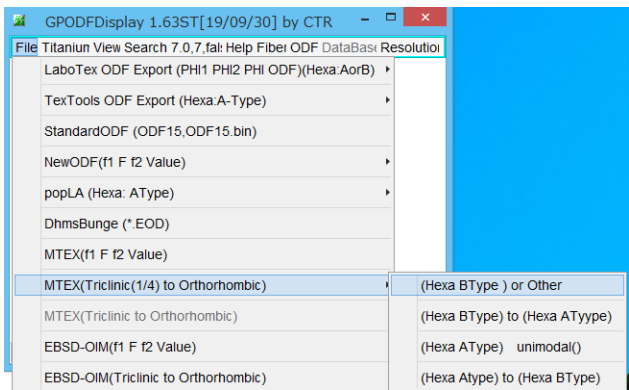 GPODFDisplay 1.63ST[19/09/30] by CTR
File Titaniun View Search 7.0,7,fal: Help Fiber ODF DataBase Resolution
LaboTex ODF Export (PHI1 PHI2 PHI ODF)(Hexa:AorB)
TexTools ODF Export (Hexa:A-Type)
StandardODF (ODF15,ODF15.bin)
NewODF(f1 F f2 Value)
popLA (Hexa: AType)
DhmsBunge (*.EOD)
MTEX(f1 F f2 Value)
MTEX(Triclinic(1/4) to Orthorhombic)
(Hexa BType ) or Other
MTEX(Triclinic to Orthorhombic)
(Hexa BType) to (Hexa ATyype)
EBSD-OIM(f1 F f2 Value)
(Hexa AType) unimodal()
EBSD-OIM(Triclinic to Orthorhombic)
(Hexa Atype) to (Hexa BType)